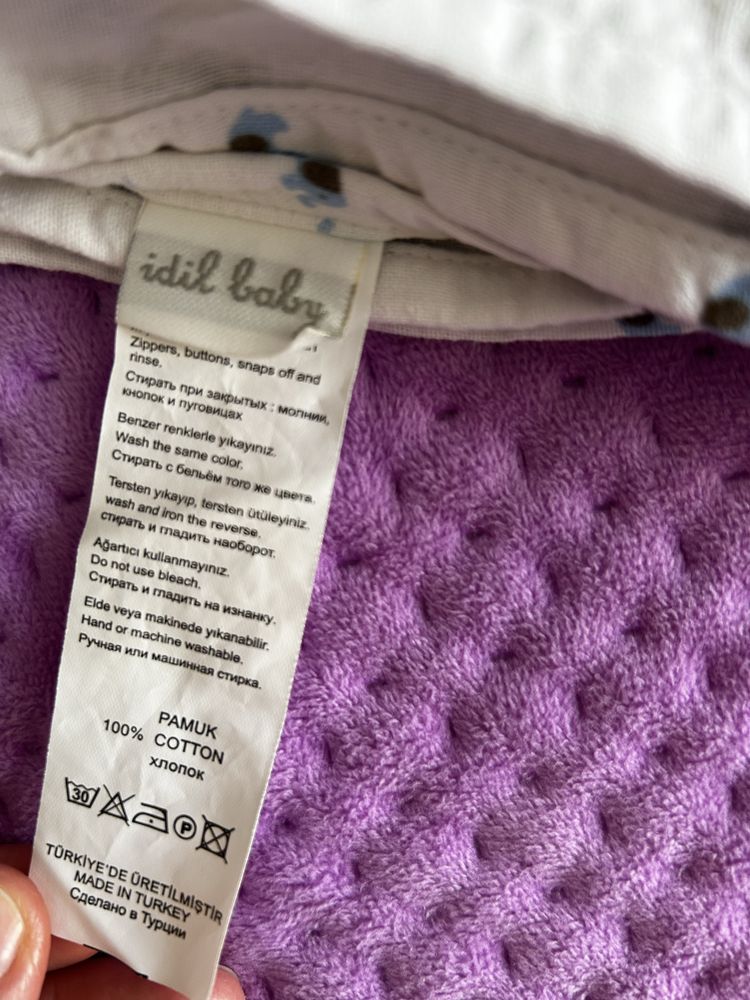 idil baby
Zippers, buttons, snaps off and
rinse.
Стирать при закрытых : молнии,
кнопок и пуговицах
Benzer renklerle yıkayınız.
Wash the same color.
Стирать с бельём того же цвета.
Tersten yıkayıp, tersten ütüleyiniz.
wash and iron the reverse.
стирать и гладить наоборот.
Ağartıcı kullanmayınız.
Do not use bleach.
Стирать и гладить на изнанку.
Elde veya makinede yıkanabilir.
Hand or machine washable.
Ручная или машинная стирка.
PAMUK
100% COTTON
хлопок
30 P
TÜRKİYE'DE ÜRETİLMİŞTİR
MADE IN TURKEY
Сделано в Турции